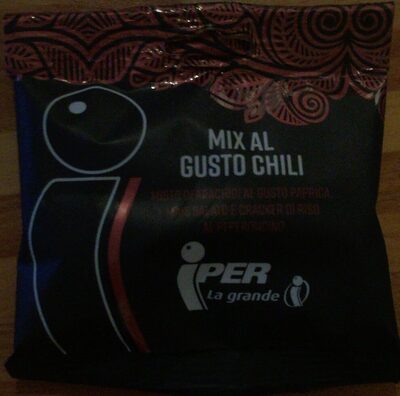 MIX AL
GUSTO CHILI
MISTO DI ARACHIDI AL GUSTO PAPRICA,
MAIS SALATO E CRACKER DI RISO
AL PEPERONCINO
iPER
La grande i